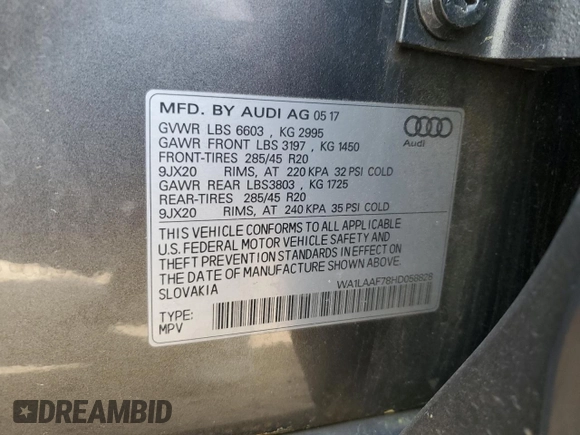 MFD. BY AUDI AG 05 17
GVWR LBS 6603 , KG 2995
GAWR FRONT LBS 3197 , KG 1450
FRONT-TIRES 285/45 R20
9JX20 RIMS, AT 220 KPA 32 PSI COLD
GAWR REAR LBS3803 , KG 1725
REAR-TIRES 285/45 R20
9JX20 RIMS, AT 240 KPA 35 PSI COLD
THIS VEHICLE CONFORMS TO ALL APPLICABLE
U.S. FEDERAL MOTOR VEHICLE SAFETY AND
THEFT PREVENTION STANDARDS IN EFFECT ON
THE DATE OF MANUFACTURE SHOWN ABOVE.
SLOVAKIA
TYPE:
MPV
Audi
DREAMBID